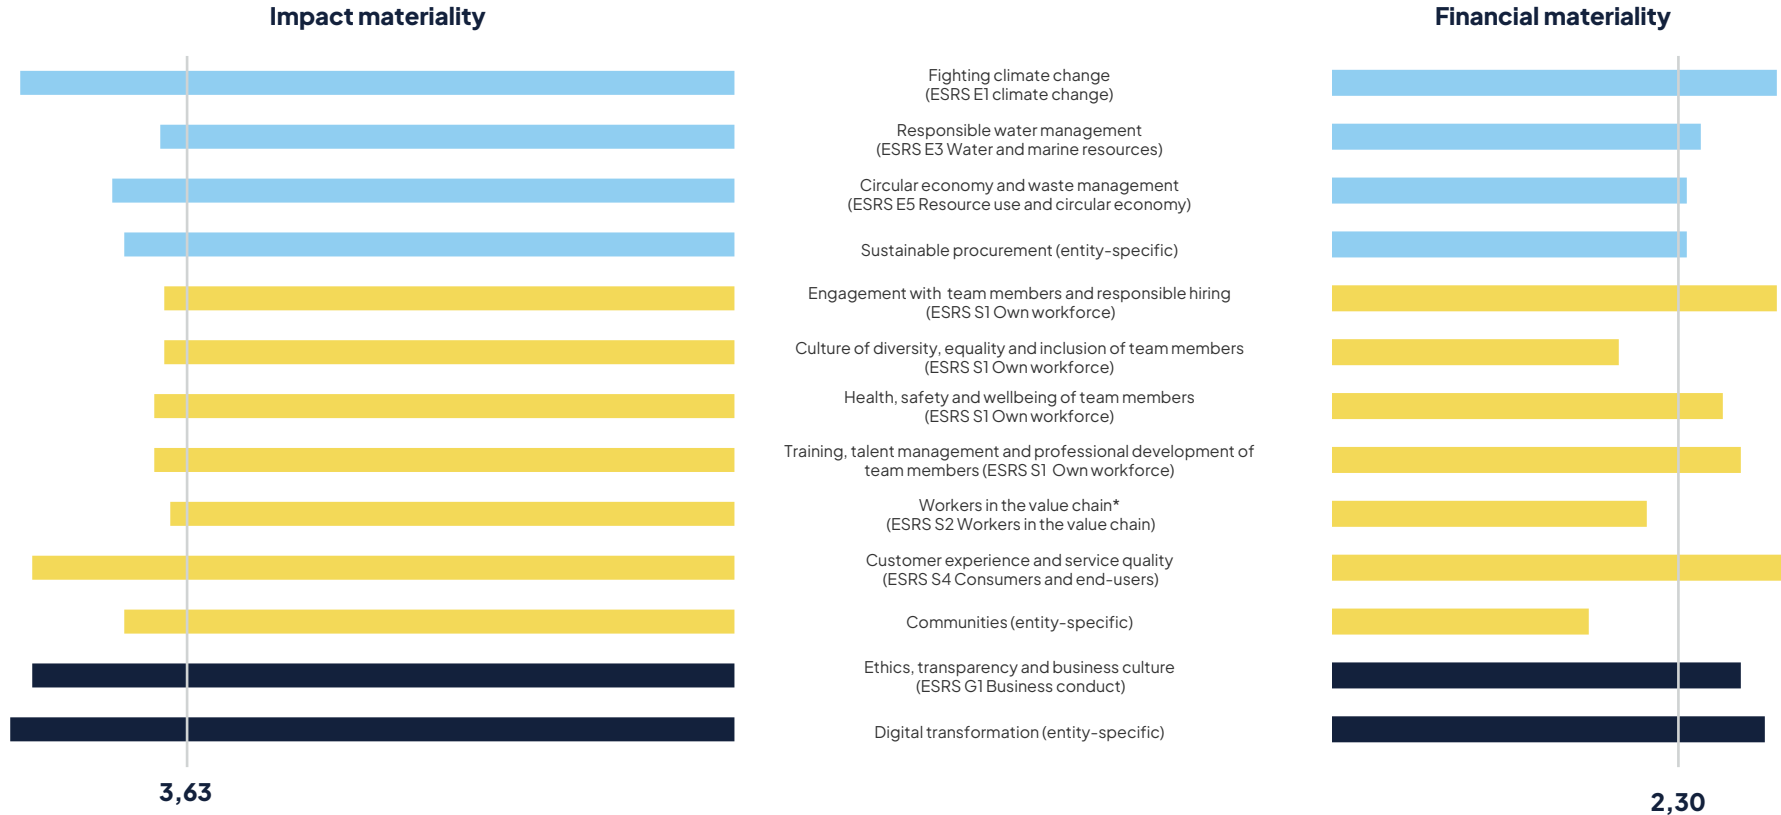 Impact materiality
Financial materiality
Fighting climate change
(ESRS E1 climate change)
Responsible water management
(ESRS E3 Water and marine resources)
Circular economy and waste management
(ESRS E5 Resource use and circular economy)
Sustainable procurement (entity-specific)
Engagement with team members and responsible hiring
(ESRS S1 Own workforce)
Culture of diversity, equality and inclusion of team members
(ESRS S1 Own workforce)
Health, safety and wellbeing of team members
(ESRS S1 Own workforce)
Training, talent management and professional development of
team members (ESRS S1 Own workforce)
Workers in the value chain*
(ESRS S2 Workers in the value chain)
Customer experience and service quality
(ESRS S4 Consumers and end-users)
Communities (entity-specific)
Ethics, transparency and business culture
(ESRS G1 Business conduct)
Digital transformation (entity-specific)
3,63
2,30